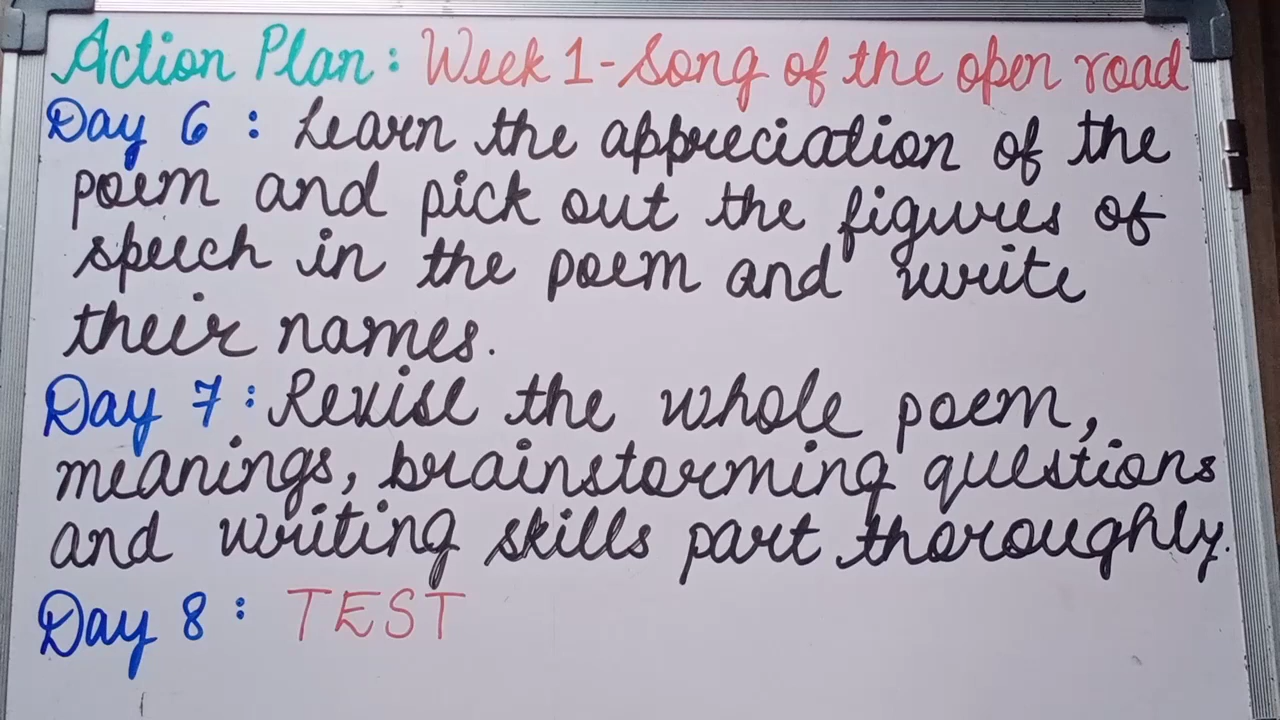 Action Plan: Week 1-Song of the open road
Day 6 : Learn the appreciation of the
poem and pick out the figures of
speech in the poem and write
their names.
Day 7 : Revise the whole poem,
meanings, brainstorming questions
and writing skills part thoroughly.
Day 8 : TEST